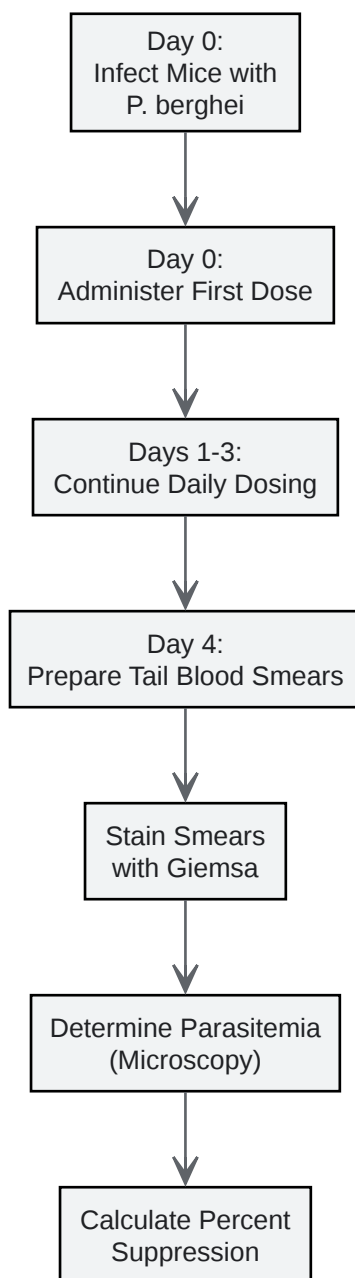 Day 0:
Infect Mice with
P. berghei
Day 0:
Administer First Dose
Days 1-3:
Continue Daily Dosing
Day 4:
Prepare Tail Blood Smears
Stain Smears
with Giemsa
Determine Parasitemia
(Microscopy)
Calculate Percent
Suppression